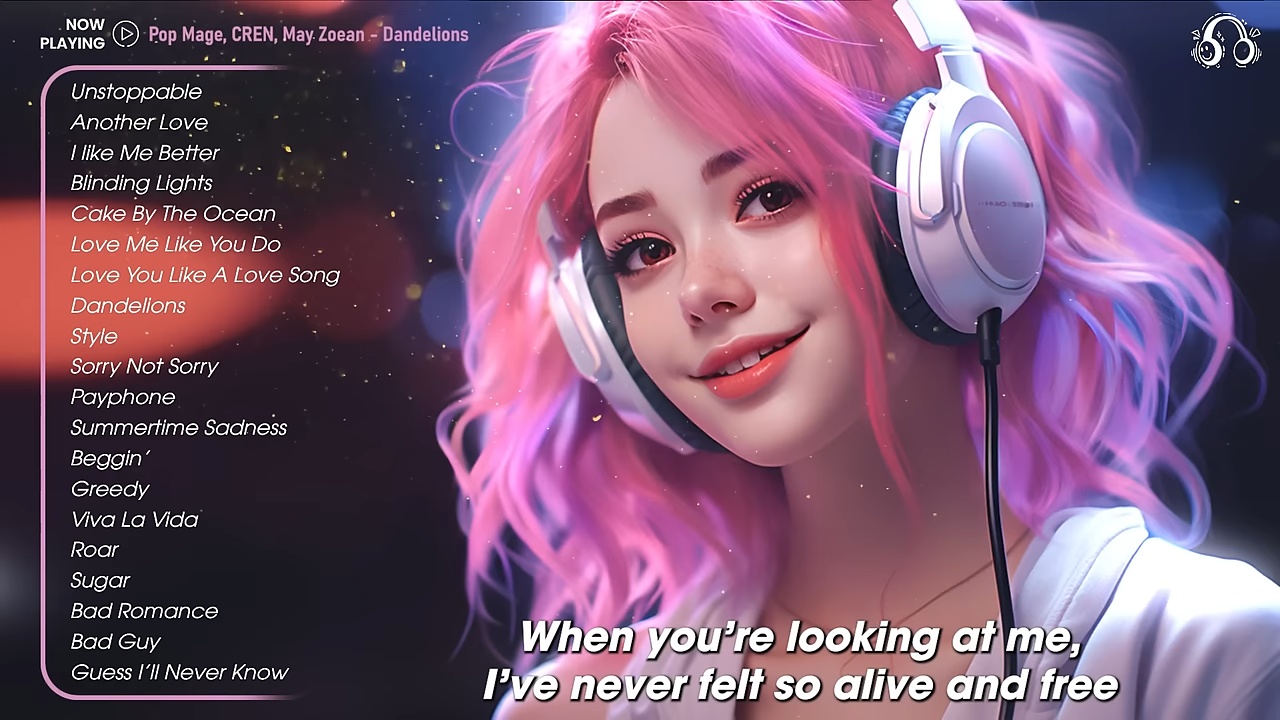 NOW
PLAYING
Pop Mage, CREN, May Zoean - Dandelions
Unstoppable
Another Love
I like Me Better
Blinding Lights
Cake By The Ocean
Love Me Like You Do
Love You Like A Love Song
Dandelions
Style
Sorry Not Sorry
Payphone
Summertime Sadness
Beggin’
Greedy
Viva La Vida
Roar
Sugar
Bad Romance
Bad Guy
Guess I’ll Never Know
When you’re looking at me,
I’ve never felt so alive and free